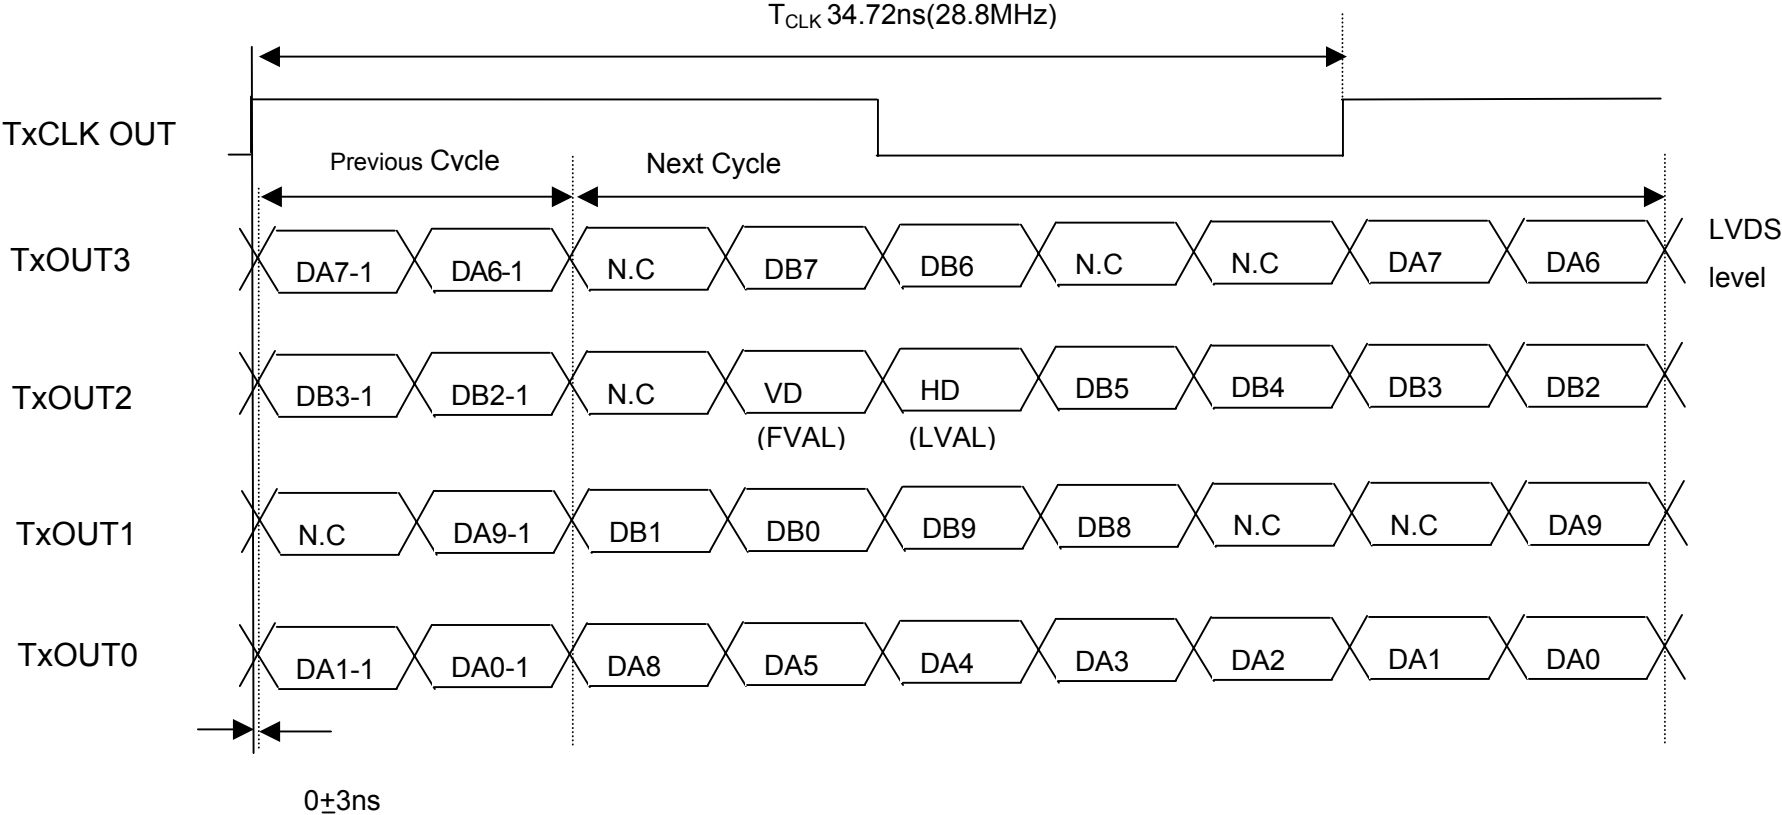 TCLK 34.72ns(28.8MHz)
TxCLK OUT
Previous Cycle Next Cycle
TxOUT3 DA7-1 DA6-1 N.C DB7 DB6 N.C N.C DA7 DA6 LVDS
level
TxOUT2 DB3-1 DB2-1 N.C VD HD DB5 DB4 DB3 DB2
(FVAL) (LVAL)
TxOUT1 N.C DA9-1 DB1 DB0 DB9 DB8 N.C N.C DA9
TxOUT0 DA1-1 DA0-1 DA8 DA5 DA4 DA3 DA2 DA1 DA0
0±3ns